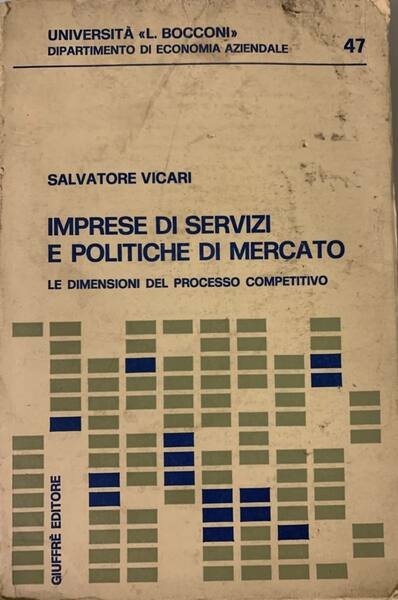 UNIVERSITÀ «L. BOCCONI»
DIPARTIMENTO DI ECONOMIA AZIENDALE 47
SALVATORE VICARI
IMPRESE DI SERVIZI
E POLITICHE DI MERCATO
LE DIMENSIONI DEL PROCESSO COMPETITIVO
GIUFFRÈ EDITORE